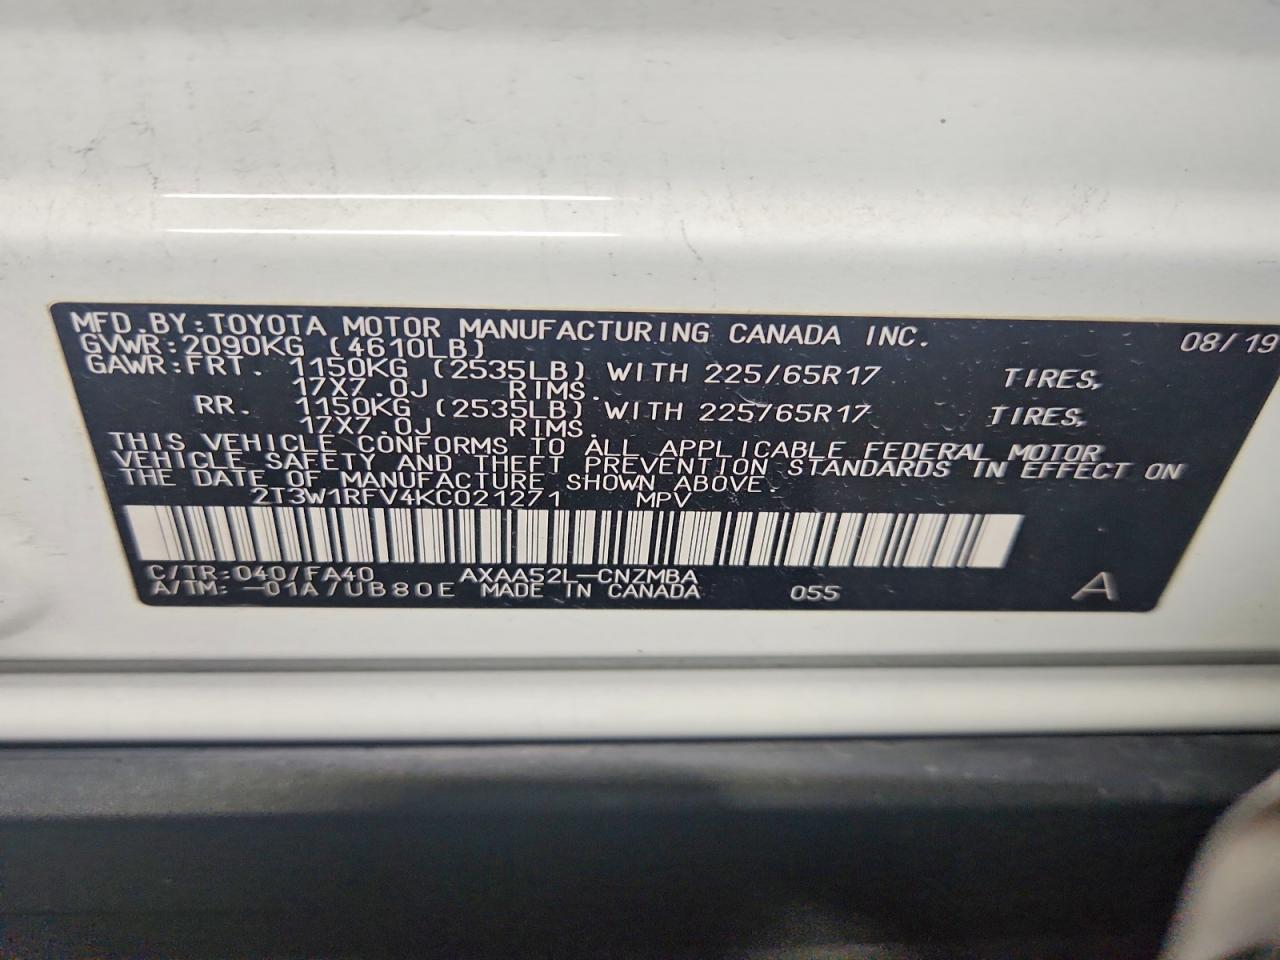 MFD.BY:TOYOTA MOTOR MANUFACTURING CANADA INC. 08/19
GVWR:2090KG (4610LB)
GAWR:FRT. 1150KG (2535LB) WITH 225/65R17 TIRES,
17X7.0J RIMS.
RR. 1150KG (2535LB) WITH 225/65R17 TIRES,
17X7.0J RIMS.
THIS VEHICLE CONFORMS TO ALL APPLICABLE FEDERAL MOTOR
VEHICLE SAFETY AND THEFT PREVENTION STANDARDS IN EFFECT ON
THE DATE OF MANUFACTURE SHOWN ABOVE.
2T3W1RFV4KC021271 MPV
C/TR:040/FA40 AXAA52L-CNZMBA
A/TM: -01A/UB80E MADE IN CANADA 055 A